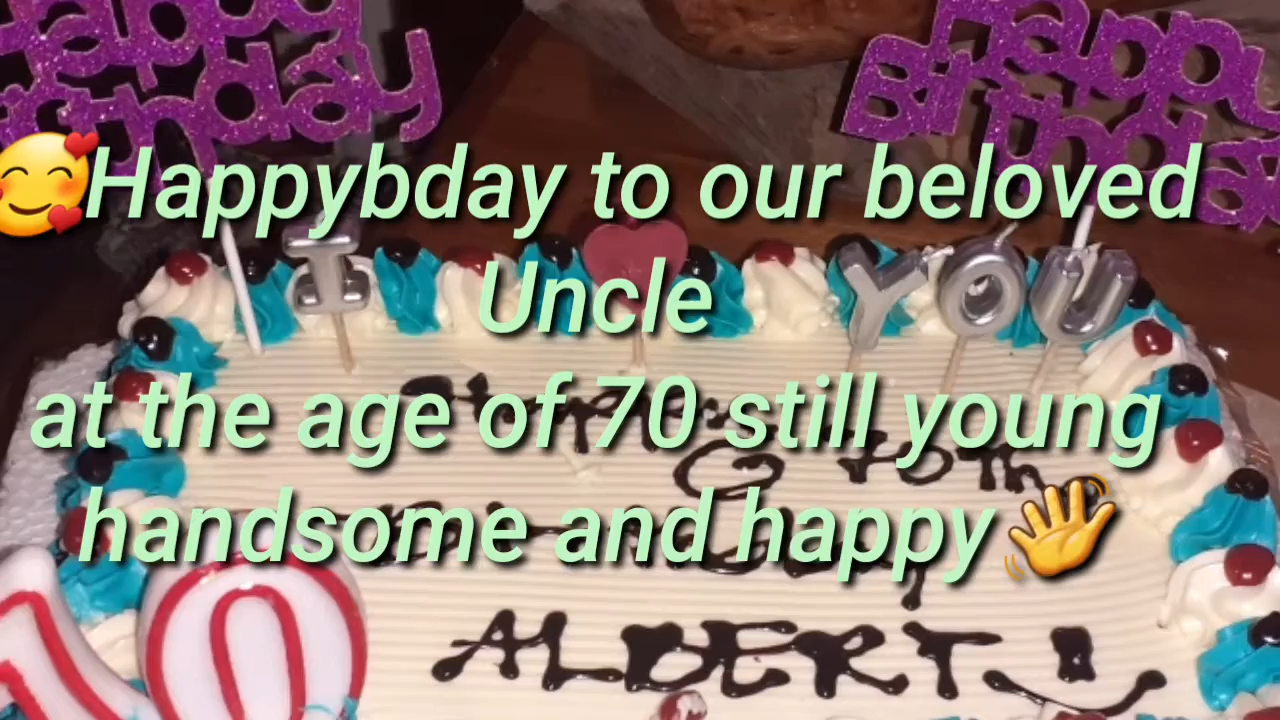 Happy
Birthday
Happy
Birthday
🥰Happybday to our beloved
Uncle
at the age of 70 still young
handsome and happy👋
I ♥ YOU
70th
ALBERT!